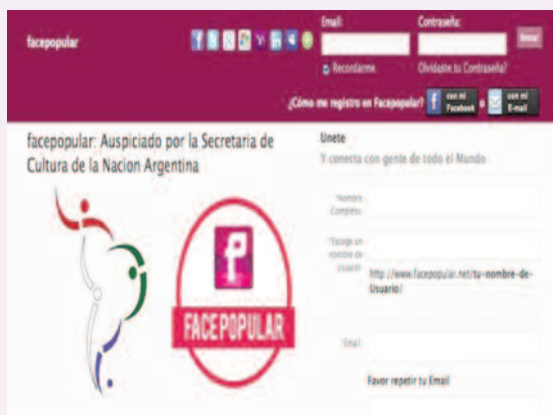 facepopular
Email:
Contraseña:
Entrar
Recordarme
Olvidaste tu Contraseña?
¿Cómo me registro en Facepopular?
con mi
Facebook
o
con mi
E-mail
facepopular: Auspiciado por la Secretaria de
Cultura de la Nacion Argentina
FACEPOPULAR
Unete
Y conecta con gente de todo el Mundo
*Nombre
Completo:
*Escoge un
nombre de
usuario:
http://www.facepopular.net/tu-nombre-de-
Usuario/
*Email:
Favor repetir tu Email